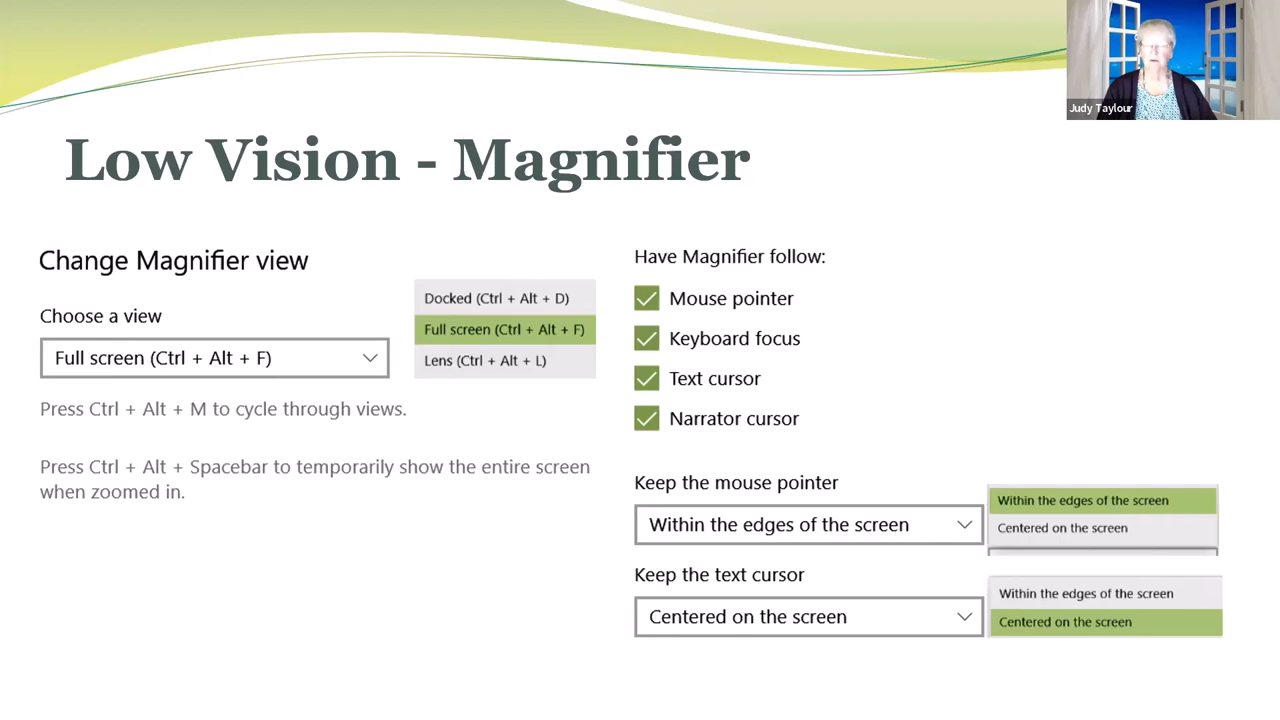 Judy Taylour
Low Vision - Magnifier
Change Magnifier view
Choose a view
Full screen (Ctrl + Alt + F)
Docked (Ctrl + Alt + D)
Full screen (Ctrl + Alt + F)
Lens (Ctrl + Alt + L)
Press Ctrl + Alt + M to cycle through views.
Press Ctrl + Alt + Spacebar to temporarily show the entire screen
when zoomed in.
Have Magnifier follow:
Mouse pointer
Keyboard focus
Text cursor
Narrator cursor
Keep the mouse pointer
Within the edges of the screen
Within the edges of the screen
Centered on the screen
Keep the text cursor
Centered on the screen
Within the edges of the screen
Centered on the screen